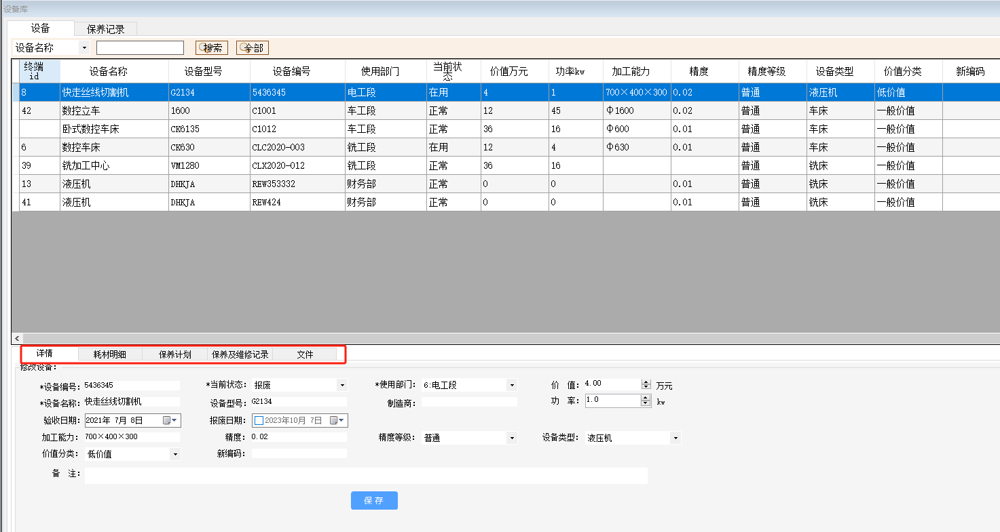 设备库
设备 保养记录
设备名称 搜索 全部
终端id 设备名称 设备型号 设备编号 使用部门 当前状态 价值万元 功率kw 加工能力 精度 精度等级 设备类型 价值分类 新编码
8 快走丝线切割机 G2134 5436345 电工段 在用 4 1 700×400×300 0.02 普通 液压机 低价值
42 数控立车 1600 C1001 车工段 正常 12 45 Φ1600 0.02 普通 车床 一般价值
卧式数控车床 CK6135 C1012 车工段 正常 36 16 Φ600 0.01 普通 车床 一般价值
6 数控车床 CK630 CLC2020-003 铣工段 在用 12 4 Φ630 0.01 普通 车床 一般价值
39 铣加工中心 VM1280 CLX2020-012 铣工段 正常 36 16 普通 铣床 一般价值
13 液压机 DHKJA REW353332 财务部 正常 0 0 0.01 普通 铣床 一般价值
41 液压机 DHKJA REW424 财务部 正常 0 0 0.01 普通 铣床 一般价值
详情 耗材明细 保养计划 保养及维修记录 文件
修改设备:
*设备编号: 5436345 *当前状态: 报废 *使用部门: 6:电工段 价 值: 4.00 万元
*设备名称: 快走丝线切割机 设备型号: G2134 制造商: 功 率: 1.0 kw
验收日期: 2021年 7月 8日 报废日期: 2023年10月 7日
加工能力: 700×400×300 精度: 0.02 精度等级: 普通 设备类型: 液压机
价值分类: 低价值 新编码:
备 注:
保存